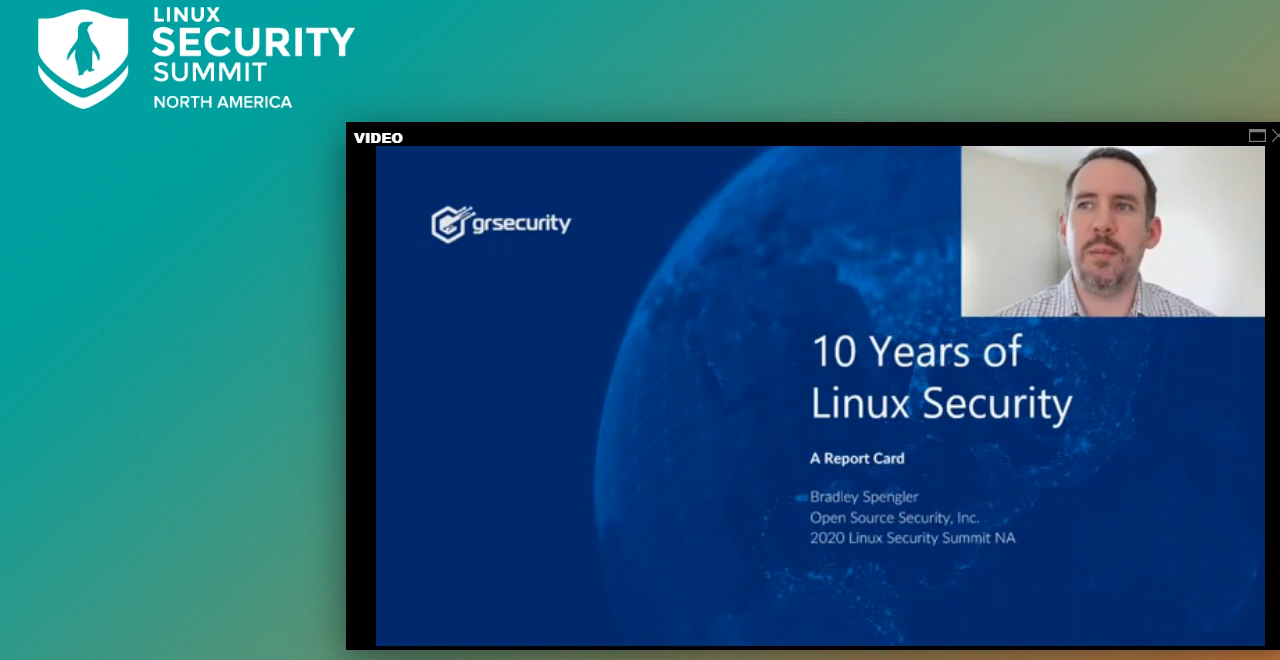 LINUX
SECURITY
SUMMIT
NORTH AMERICA
VIDEO
grsecurity
10 Years of
Linux Security
A Report Card
Bradley Spengler
Open Source Security, Inc.
2020 Linux Security Summit NA